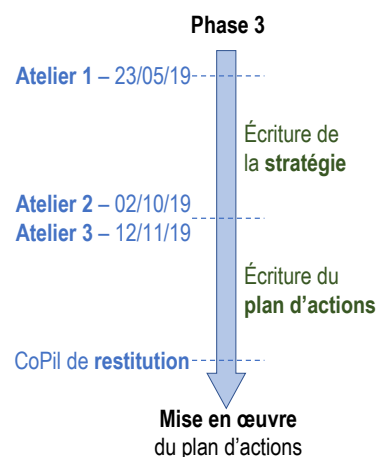 Phase 3
Atelier 1 – 23/05/19
Écriture de
la stratégie
Atelier 2 – 02/10/19
Atelier 3 – 12/11/19
Écriture du
plan d’actions
CoPil de restitution
Mise en œuvre
du plan d’actions